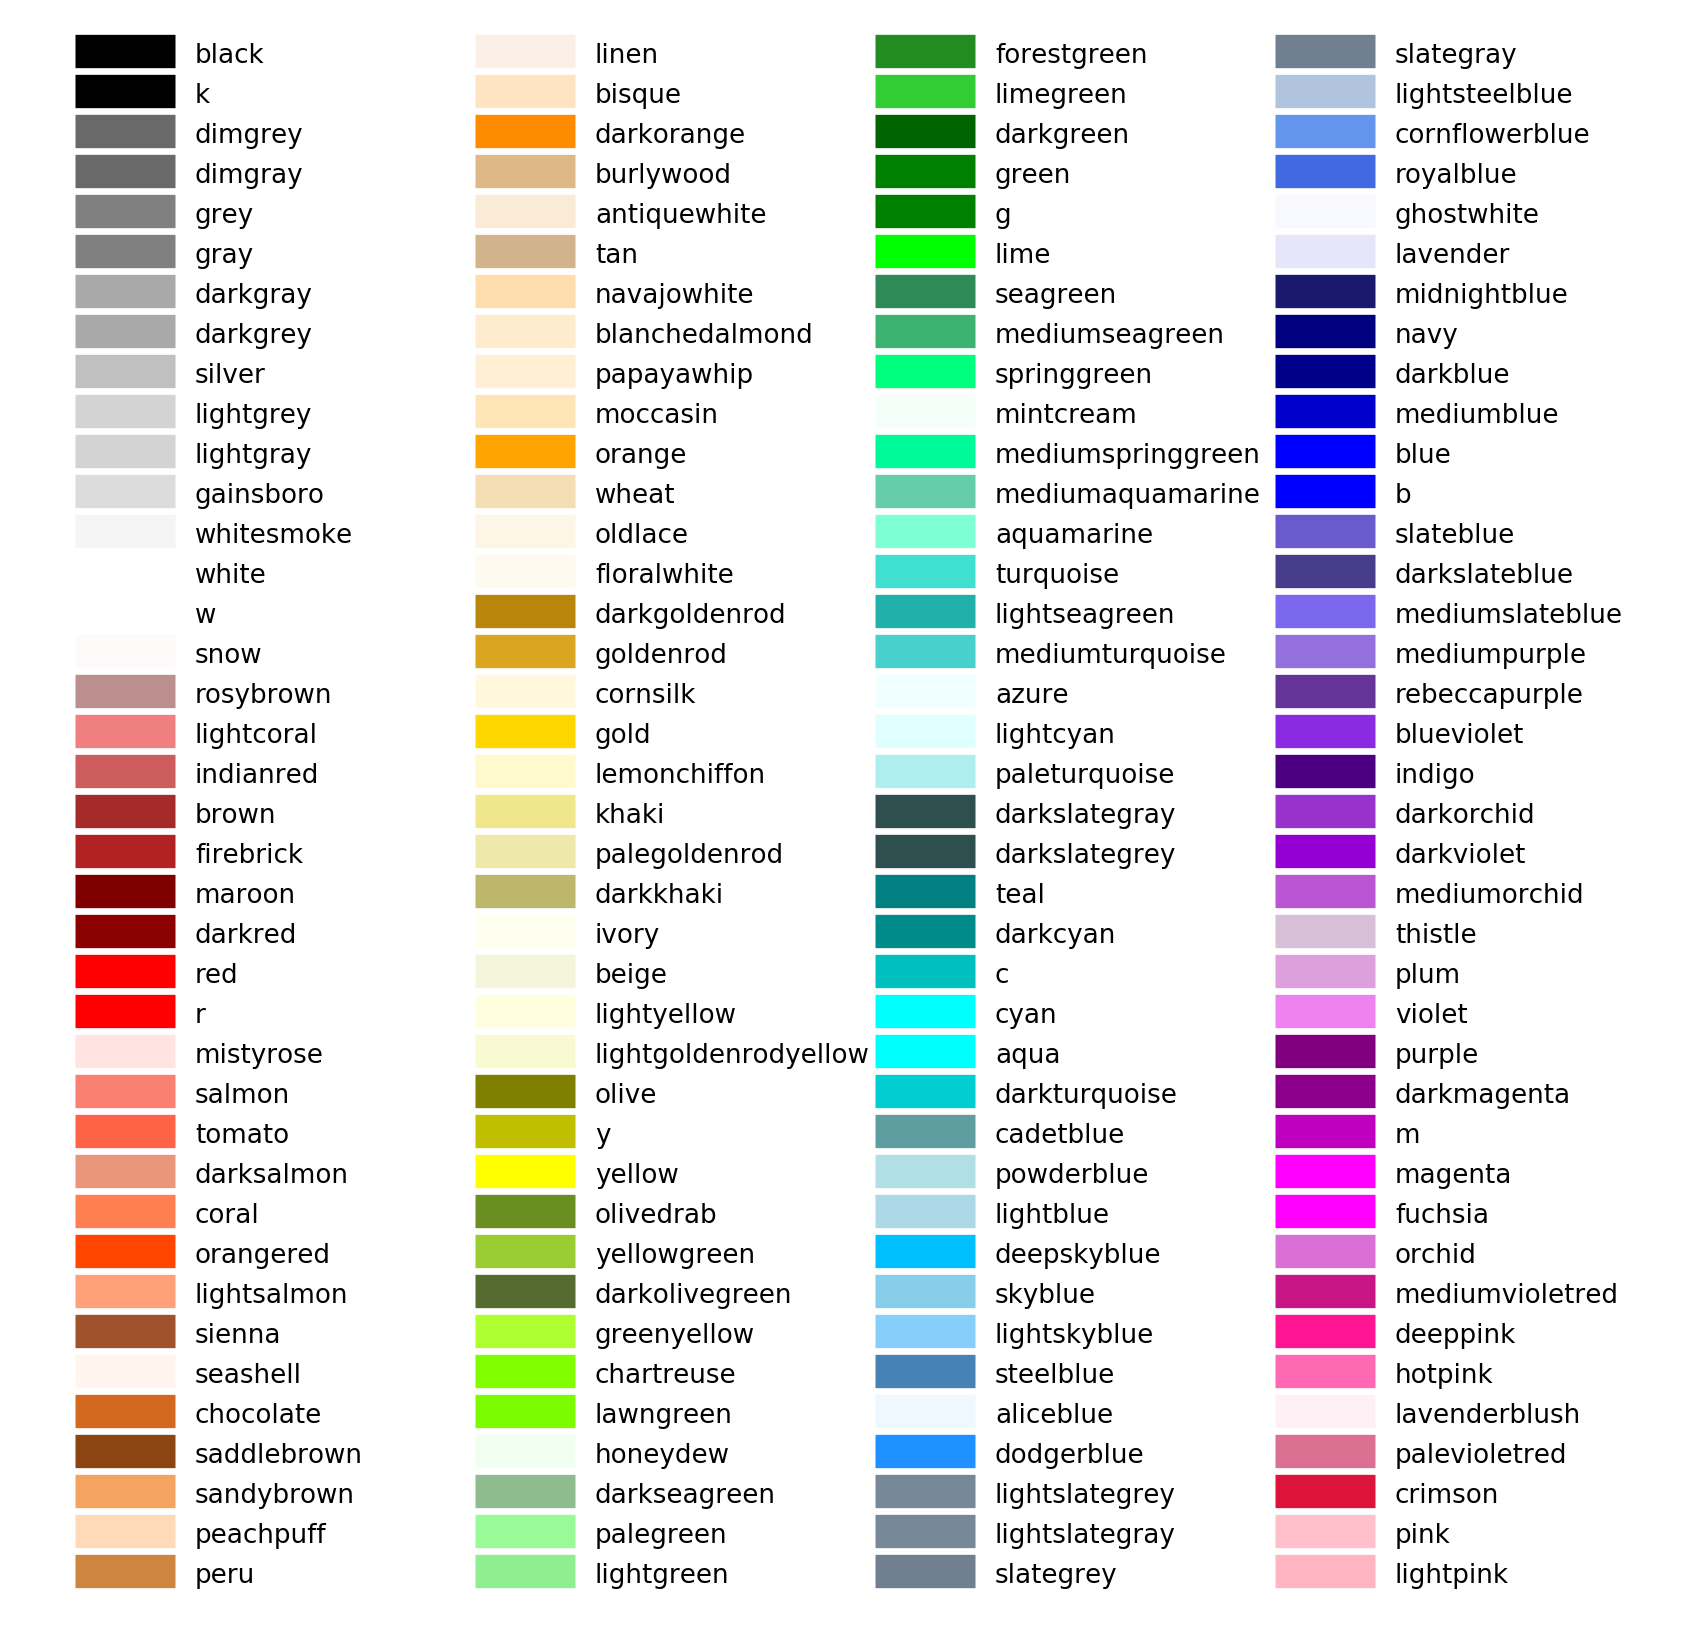 black
k
dimgrey
dimgray
grey
gray
darkgray
darkgrey
silver
lightgrey
lightgray
gainsboro
whitesmoke
white
w
snow
rosybrown
lightcoral
indianred
brown
firebrick
maroon
darkred
red
r
mistyrose
salmon
tomato
darksalmon
coral
orangered
lightsalmon
sienna
seashell
chocolate
saddlebrown
sandybrown
peachpuff
peru
linen
bisque
darkorange
burlywood
antiquewhite
tan
navajowhite
blanchedalmond
papayawhip
moccasin
orange
wheat
oldlace
floralwhite
darkgoldenrod
goldenrod
cornsilk
gold
lemonchiffon
khaki
palegoldenrod
darkkhaki
ivory
beige
lightyellow
lightgoldenrodyellow
olive
y
yellow
olivedrab
yellowgreen
darkolivegreen
greenyellow
chartreuse
lawngreen
honeydew
darkseagreen
palegreen
lightgreen
forestgreen
limegreen
darkgreen
green
g
lime
seagreen
mediumseagreen
springgreen
mintcream
mediumspringgreen
mediumaquamarine
aquamarine
turquoise
lightseagreen
mediumturquoise
azure
lightcyan
paleturquoise
darkslategray
darkslategrey
teal
darkcyan
c
cyan
aqua
darkturquoise
cadetblue
powderblue
lightblue
deepskyblue
skyblue
lightskyblue
steelblue
aliceblue
dodgerblue
lightslategrey
lightslategray
slategrey
slategray
lightsteelblue
cornflowerblue
royalblue
ghostwhite
lavender
midnightblue
navy
darkblue
mediumblue
blue
b
slateblue
darkslateblue
mediumslateblue
mediumpurple
rebeccapurple
blueviolet
indigo
darkorchid
darkviolet
mediumorchid
thistle
plum
violet
purple
darkmagenta
m
magenta
fuchsia
orchid
mediumvioletred
deeppink
hotpink
lavenderblush
palevioletred
crimson
pink
lightpink